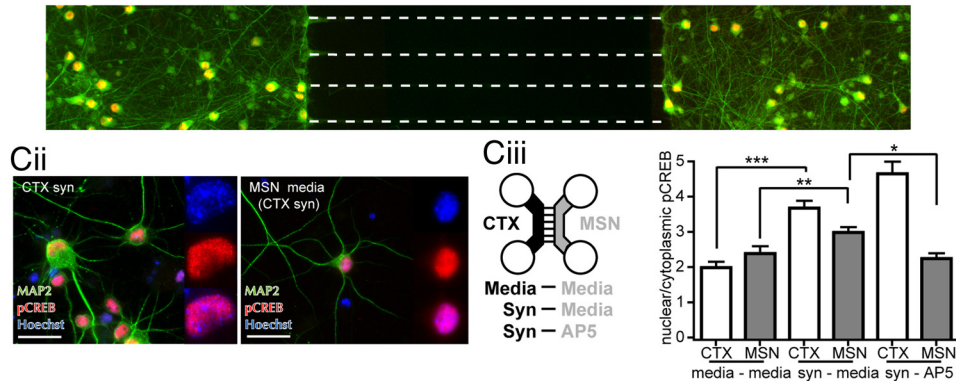 Cii
CTX syn
MAP2
pCREB
Hoechst
MSN media
(CTX syn)
MAP2
pCREB
Hoechst
Ciii
CTX MSN
Media – Media
Syn – Media
Syn – AP5
nuclear/cytoplasmic pCREB
5
4
3
2
1
0
***
**
*
CTX MSN CTX MSN CTX MSN
media - media syn - media syn - AP5